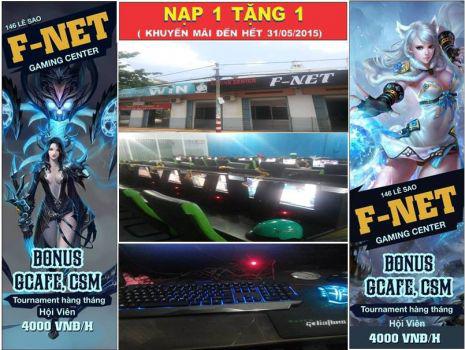 146 LÊ SAO
F-NET
GAMING CENTER
BONUS
GCAFE, CSM
Tournament hàng tháng
Hội Viên
4000 VNĐ/H
NẠP 1 TẶNG 1
( KHUYẾN MÃI ĐẾN HẾT 31/05/2015)
WIN
F-NET
146 LÊ SAO
F-NET
GAMING CENTER
BONUS
GCAFE, CSM
Tournament hàng tháng
Hội Viên
4000 VNĐ/H